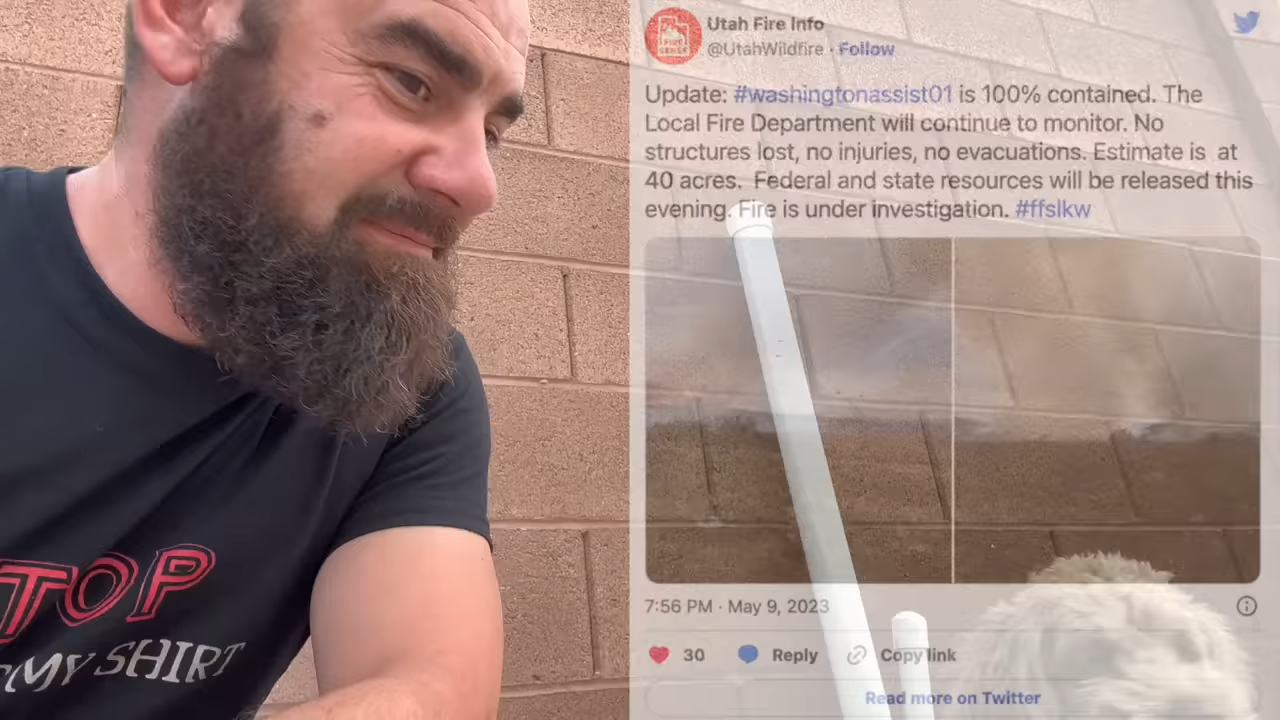 TOP
MY SHIRT
Utah Fire Info
@UtahWildfire · Follow
Update: #washingtonassist01 is 100% contained. The
Local Fire Department will continue to monitor. No
structures lost, no injuries, no evacuations. Estimate is at
40 acres. Federal and state resources will be released this
evening. Fire is under investigation. #ffslkw
7:56 PM · May 9, 2023
30 Reply Copy link
Read more on Twitter